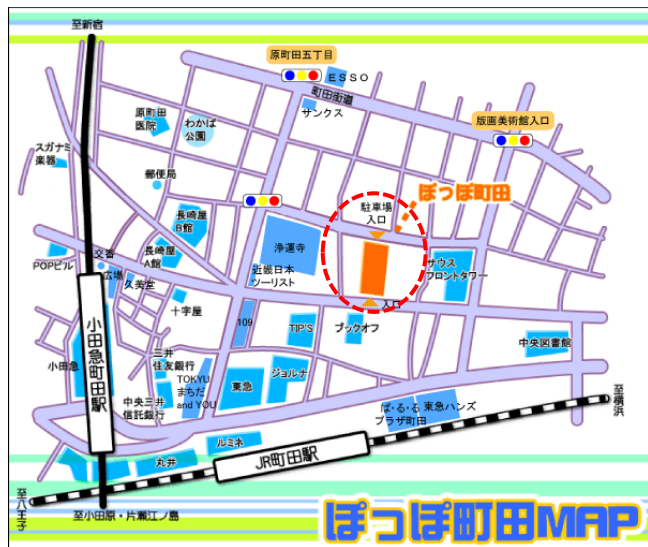 至新宿
原町田五丁目
ESSO
町田街道
サンクス
版画美術館入口
原町田
医院
わかば
公園
スガナミ
楽器
郵便局
駐車場
入口
ぽっぽ町田
長崎屋
B館
浄運寺
交番
長崎屋
A館
サウス
フロントタワー
POPビル
広場
久美堂
近畿日本
ツーリスト
入口
十字屋
109
TIP'S
ブックオフ
小田急町田駅
中央図書館
三井
住友銀行
小田急
ジョルナ
TOKYU
まちだ
and YOU
東急
中央三井
信託銀行
ぱ・る・る
プラザ町田
東急ハンズ
至横浜
ルミネ
丸井
JR町田駅
至八王子
至小田原・片瀬江ノ島
ぽっぽ町田MAP